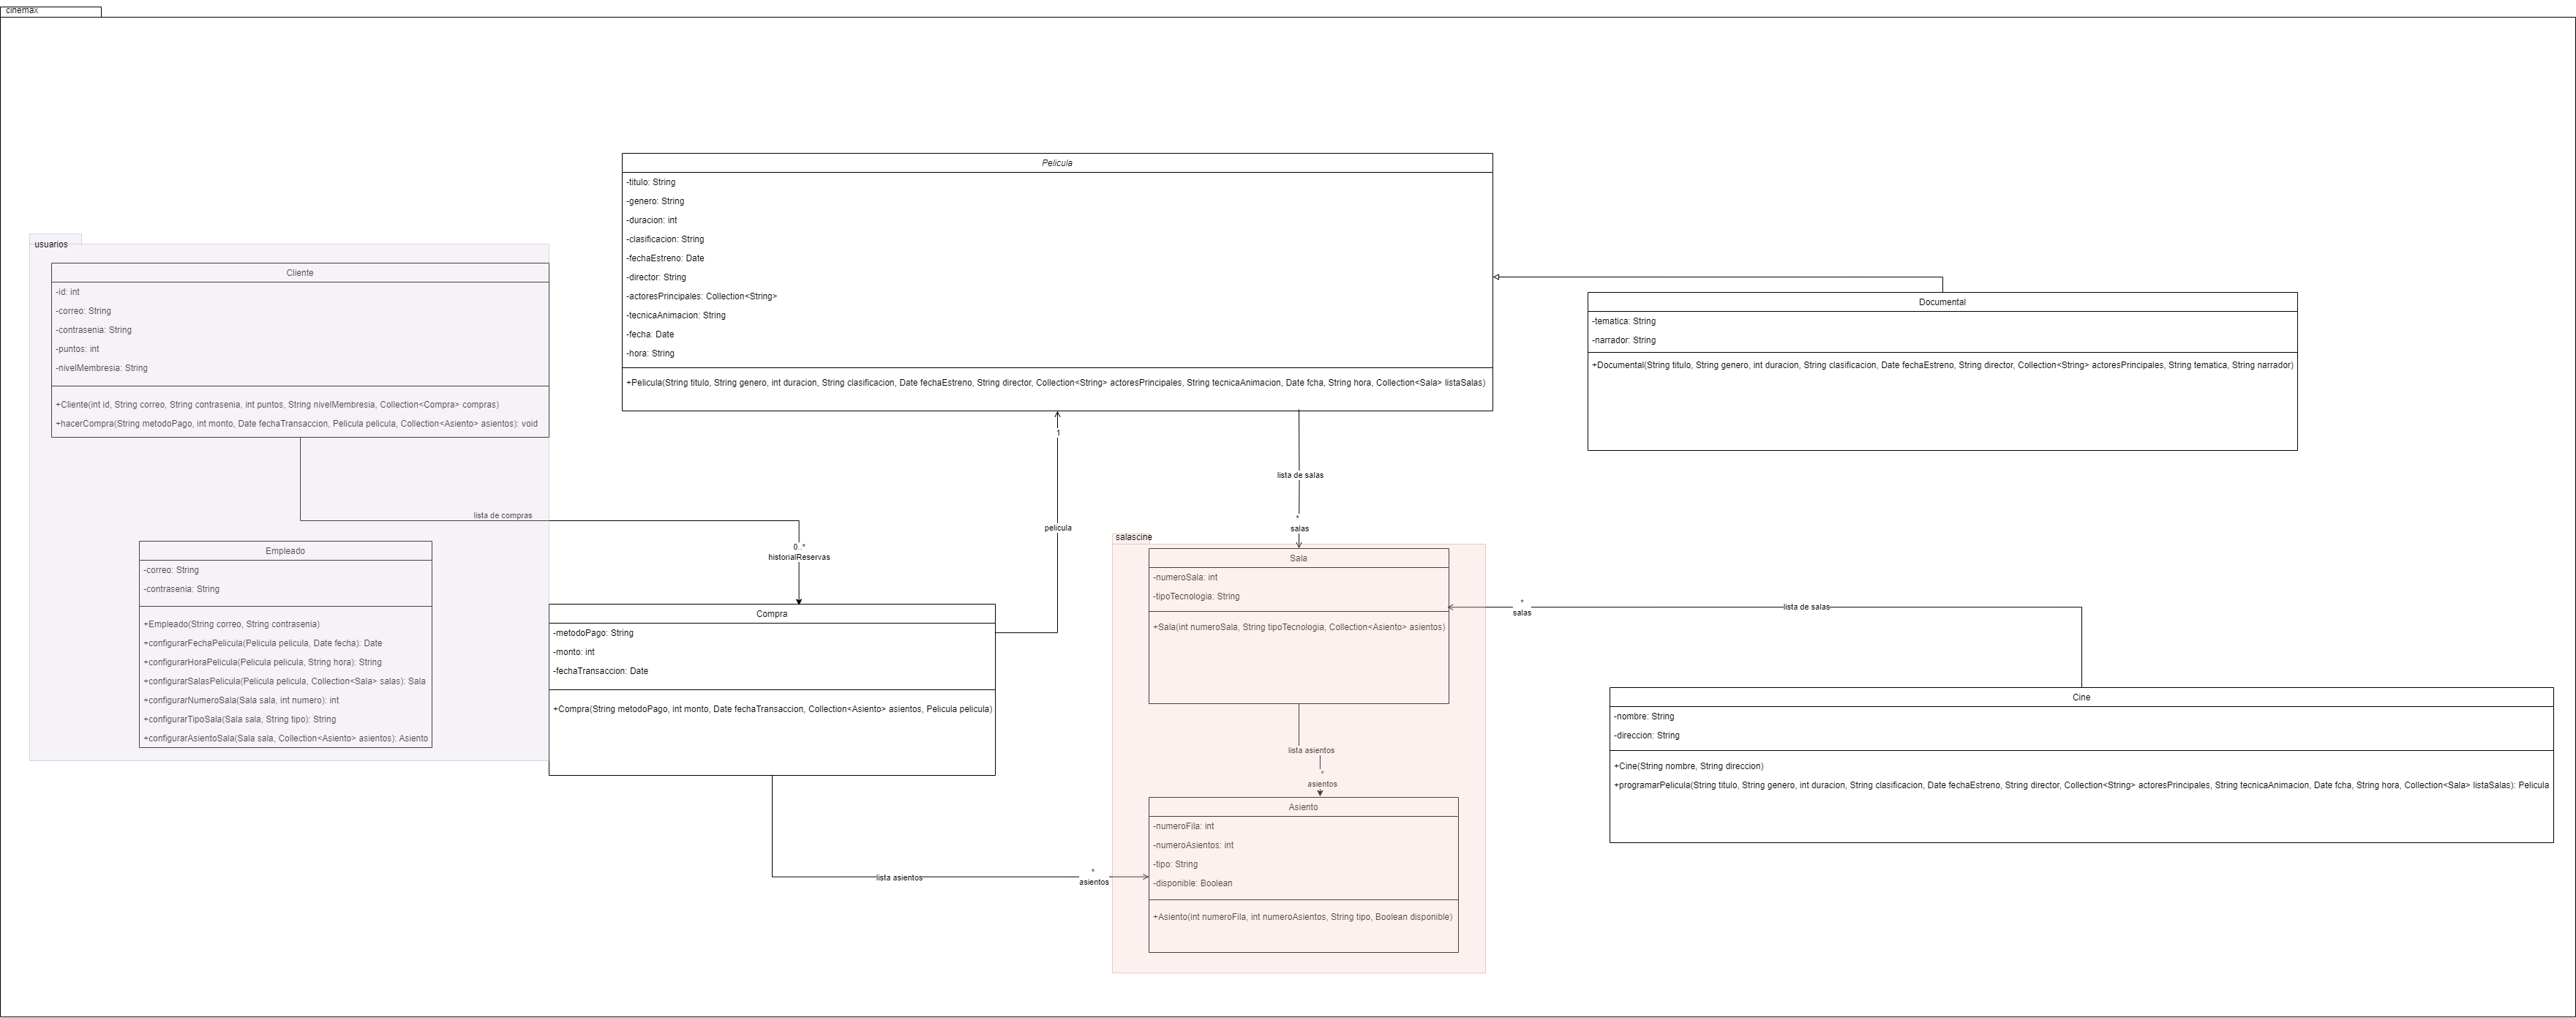 cinemax
Pelicula
-titulo: String
-genero: String
-duracion: int
-clasificacion: String
-fechaEstreno: Date
-director: String
-actoresPrincipales: Collection<String>
-tecnicaAnimacion: String
-fecha: Date
-hora: String
+Pelicula(String titulo, String genero, int duracion, String clasificacion, Date fechaEstreno, String director, Collection<String> actoresPrincipales, String tecnicaAnimacion, Date fcha, String hora, Collection<Sala> listaSalas)
usuarios
Cliente
-id: int
-correo: String
-contrasenia: String
-puntos: int
-nivelMembresia: String
+Cliente(int id, String correo, String contrasenia, int puntos, String nivelMembresia, Collection<Compra> compras)
+hacerCompra(String metodoPago, int monto, Date fechaTransaccion, Pelicula pelicula, Collection<Asiento> asientos): void
Documental
-tematica: String
-narrador: String
+Documental(String titulo, String genero, int duracion, String clasificacion, Date fechaEstreno, String director, Collection<String> actoresPrincipales, String tematica, String narrador)
1
lista de salas
lista de compras
*
salas
pelicula
0..*
historialReservas
Empleado
-correo: String
-contrasenia: String
+Empleado(String correo, String contrasenia)
+configurarFechaPelicula(Pelicula pelicula, Date fecha): Date
+configurarHoraPelicula(Pelicula pelicula, String hora): String
+configurarSalasPelicula(Pelicula pelicula, Collection<Sala> salas): Sala
+configurarNumeroSala(Sala sala, int numero): int
+configurarTipoSala(Sala sala, String tipo): String
+configurarAsientoSala(Sala sala, Collection<Asiento> asientos): Asiento
Compra
-metodoPago: String
-monto: int
-fechaTransaccion: Date
+Compra(String metodoPago, int monto, Date fechaTransaccion, Collection<Asiento> asientos, Pelicula pelicula)
salascine
Sala
-numeroSala: int
-tipoTecnologia: String
+Sala(int numeroSala, String tipoTecnologia, Collection<Asiento> asientos)
*
salas
lista de salas
Cine
-nombre: String
-direccion: String
+Cine(String nombre, String direccion)
+programarPelicula(String titulo, String genero, int duracion, String clasificacion, Date fechaEstreno, String director, Collection<String> actoresPrincipales, String tecnicaAnimacion, Date fcha, String hora, Collection<Sala> listaSalas): Pelicula
lista asientos
*
asientos
Asiento
-numeroFila: int
-numeroAsientos: int
-tipo: String
-disponible: Boolean
+Asiento(int numeroFila, int numeroAsientos, String tipo, Boolean disponible)
lista asientos
*
asientos